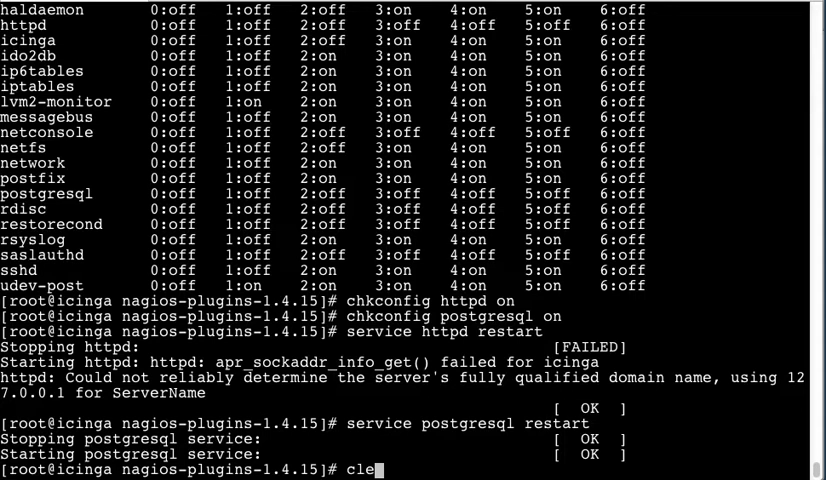 haldaemon 0:off 1:off 2:off 3:on 4:on 5:on 6:off
httpd 0:off 1:off 2:off 3:off 4:off 5:off 6:off
icinga 0:off 1:off 2:off 3:on 4:on 5:on 6:off
ido2db 0:off 1:off 2:on 3:on 4:on 5:on 6:off
ip6tables 0:off 1:off 2:on 3:on 4:on 5:on 6:off
iptables 0:off 1:off 2:on 3:on 4:on 5:on 6:off
lvm2-monitor 0:off 1:on 2:on 3:on 4:on 5:on 6:off
messagebus 0:off 1:off 2:on 3:on 4:on 5:on 6:off
netconsole 0:off 1:off 2:off 3:off 4:off 5:off 6:off
netfs 0:off 1:off 2:off 3:on 4:on 5:on 6:off
network 0:off 1:off 2:on 3:on 4:on 5:on 6:off
postfix 0:off 1:off 2:on 3:on 4:on 5:on 6:off
postgresql 0:off 1:off 2:off 3:off 4:off 5:off 6:off
rdisc 0:off 1:off 2:off 3:off 4:off 5:off 6:off
restorecond 0:off 1:off 2:off 3:off 4:off 5:off 6:off
rsyslog 0:off 1:off 2:on 3:on 4:on 5:on 6:off
saslauthd 0:off 1:off 2:off 3:off 4:off 5:off 6:off
sshd 0:off 1:off 2:on 3:on 4:on 5:on 6:off
udev-post 0:off 1:on 2:on 3:on 4:on 5:on 6:off
[root@icinga nagios-plugins-1.4.15]# chkconfig httpd on
[root@icinga nagios-plugins-1.4.15]# chkconfig postgresql on
[root@icinga nagios-plugins-1.4.15]# service httpd restart
Stopping httpd: [FAILED]
Starting httpd: httpd: apr_sockaddr_info_get() failed for icinga
httpd: Could not reliably determine the server's fully qualified domain name, using 12
7.0.0.1 for ServerName
[ OK ]
[root@icinga nagios-plugins-1.4.15]# service postgresql restart
Stopping postgresql service: [ OK ]
Starting postgresql service: [ OK ]
[root@icinga nagios-plugins-1.4.15]# cle